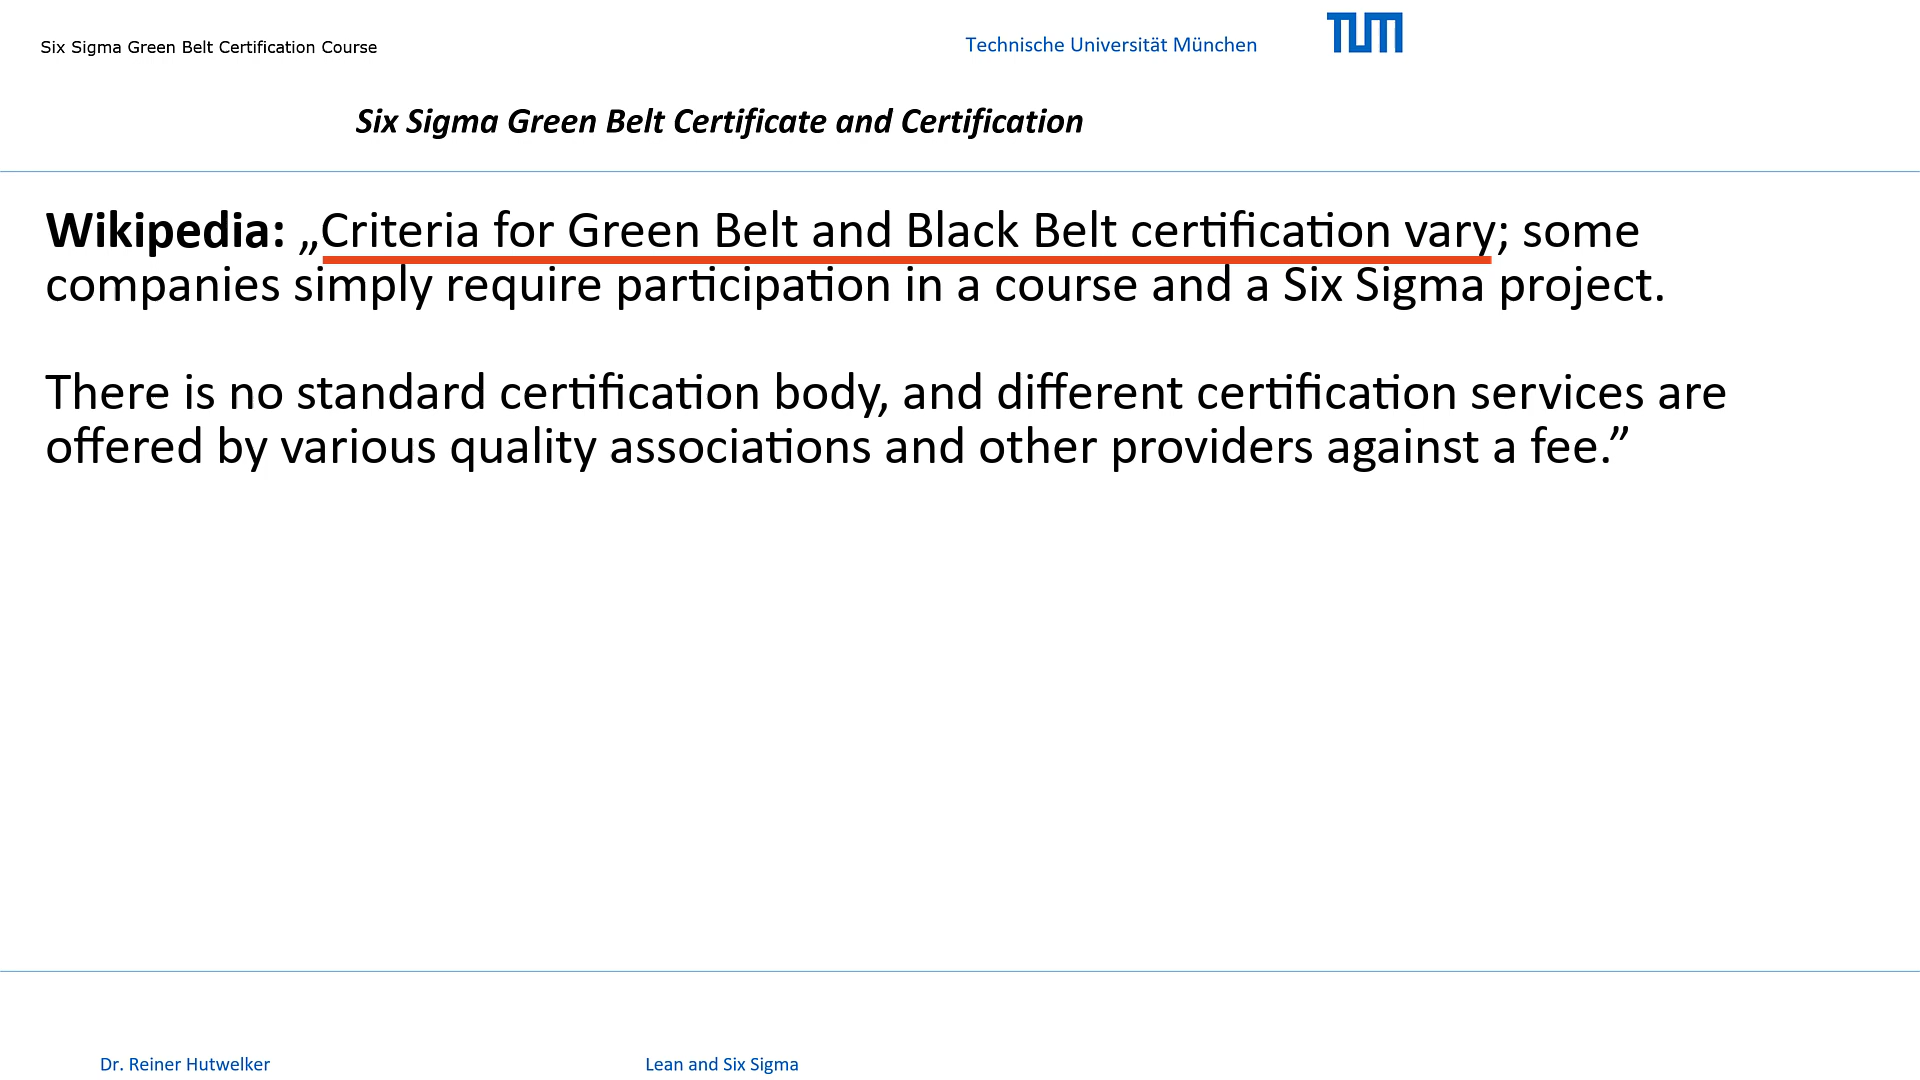 Six Sigma Green Belt Certification Course
Technische Universität München
TUM
Six Sigma Green Belt Certificate and Certification
Wikipedia: „Criteria for Green Belt and Black Belt certification vary; some
companies simply require participation in a course and a Six Sigma project.
There is no standard certification body, and different certification services are
offered by various quality associations and other providers against a fee.”
Dr. Reiner Hutwelker
Lean and Six Sigma